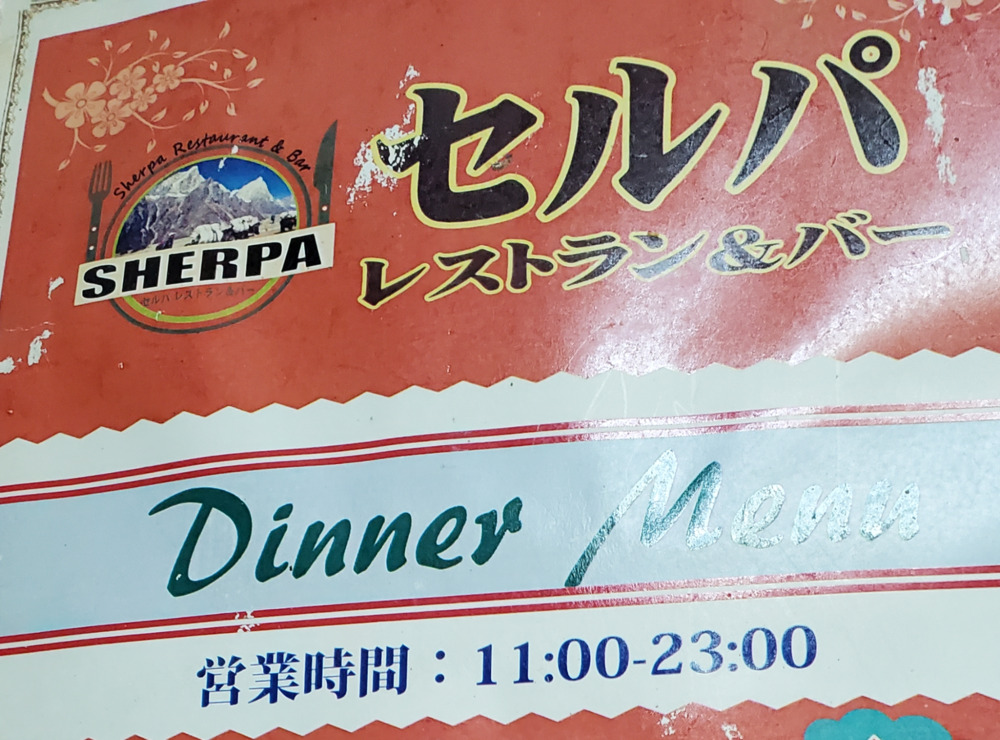 セルパ
レストラン&バー
Sherpa Restaurant & Bar
SHERPA
セルパ レストラン&バー
Dinner Menu
営業時間：11:00-23:00